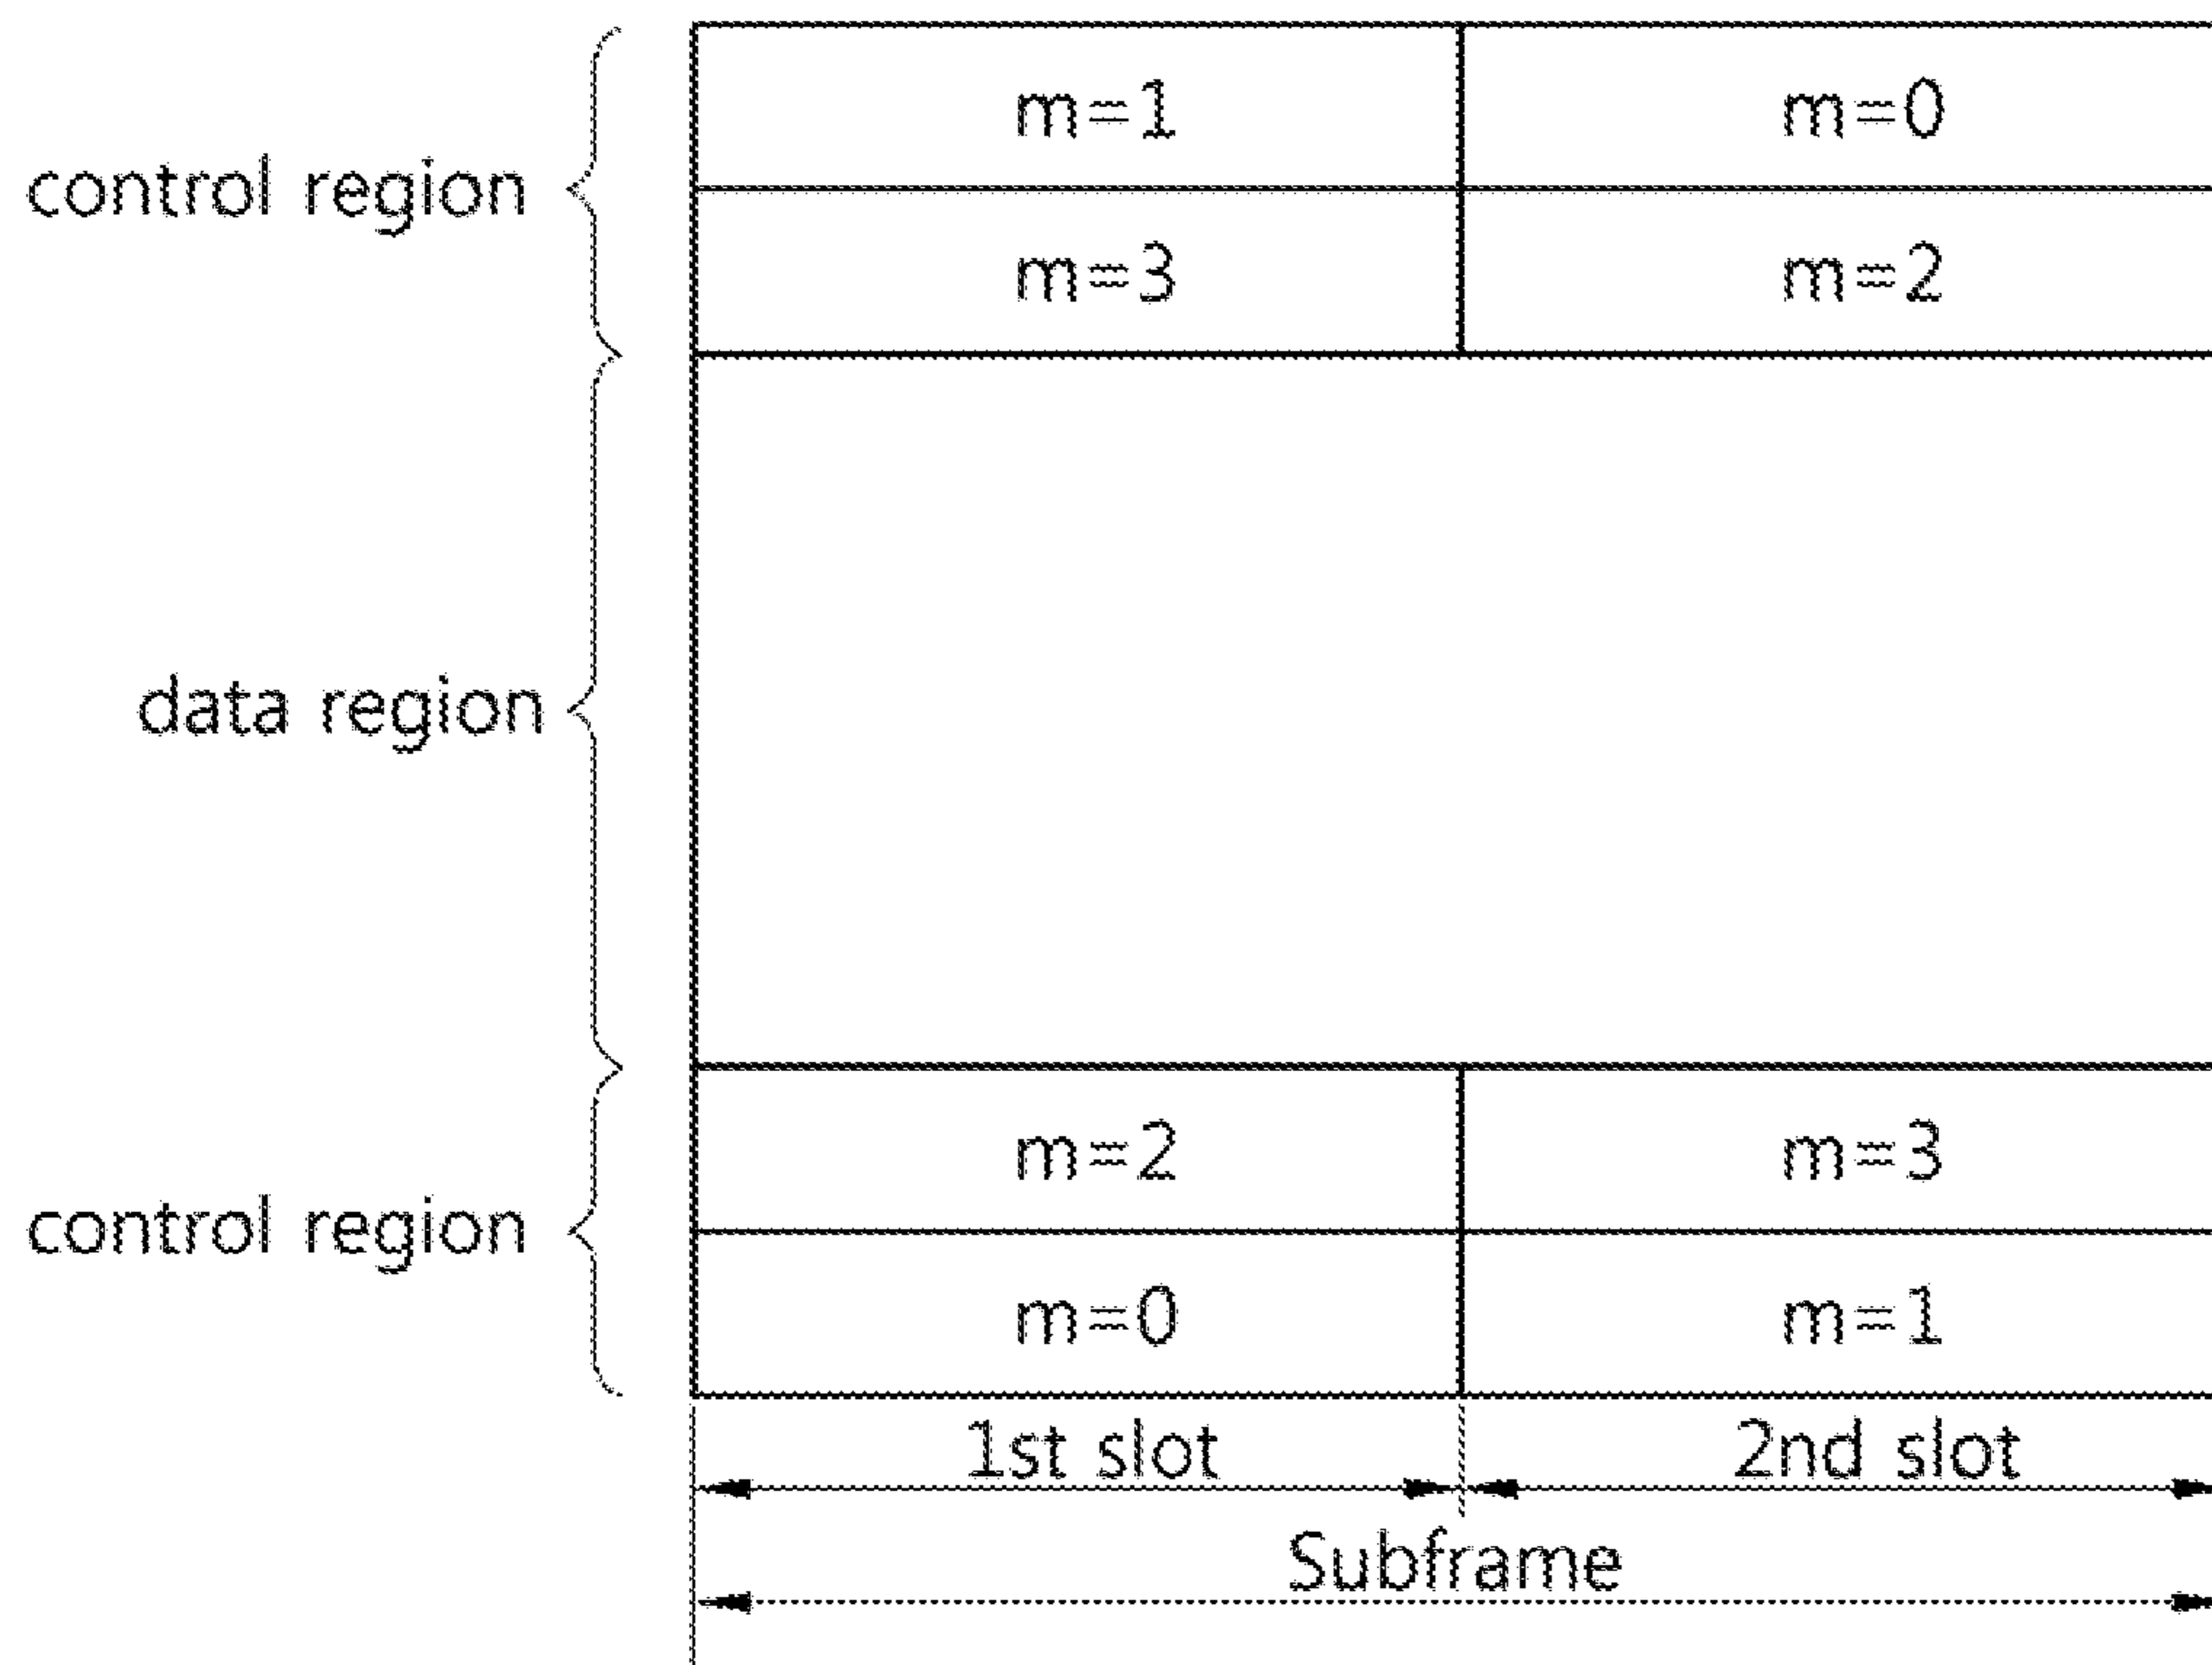 m=1 m=0
control region
m=3 m=2
data region
m=2 m=3
control region
m=0 m=1
1st slot 2nd slot
Subframe